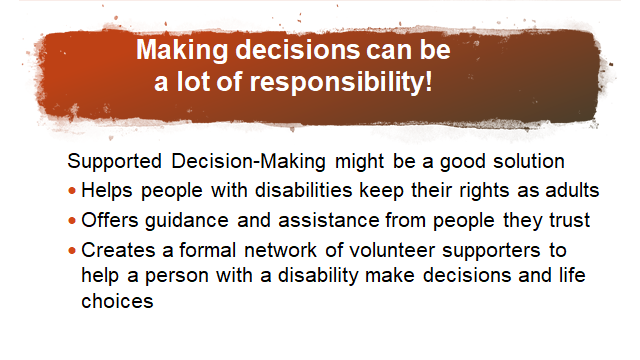 Making decisions can be
a lot of responsibility!
Supported Decision-Making might be a good solution
• Helps people with disabilities keep their rights as adults
• Offers guidance and assistance from people they trust
• Creates a formal network of volunteer supporters to
help a person with a disability make decisions and life
choices